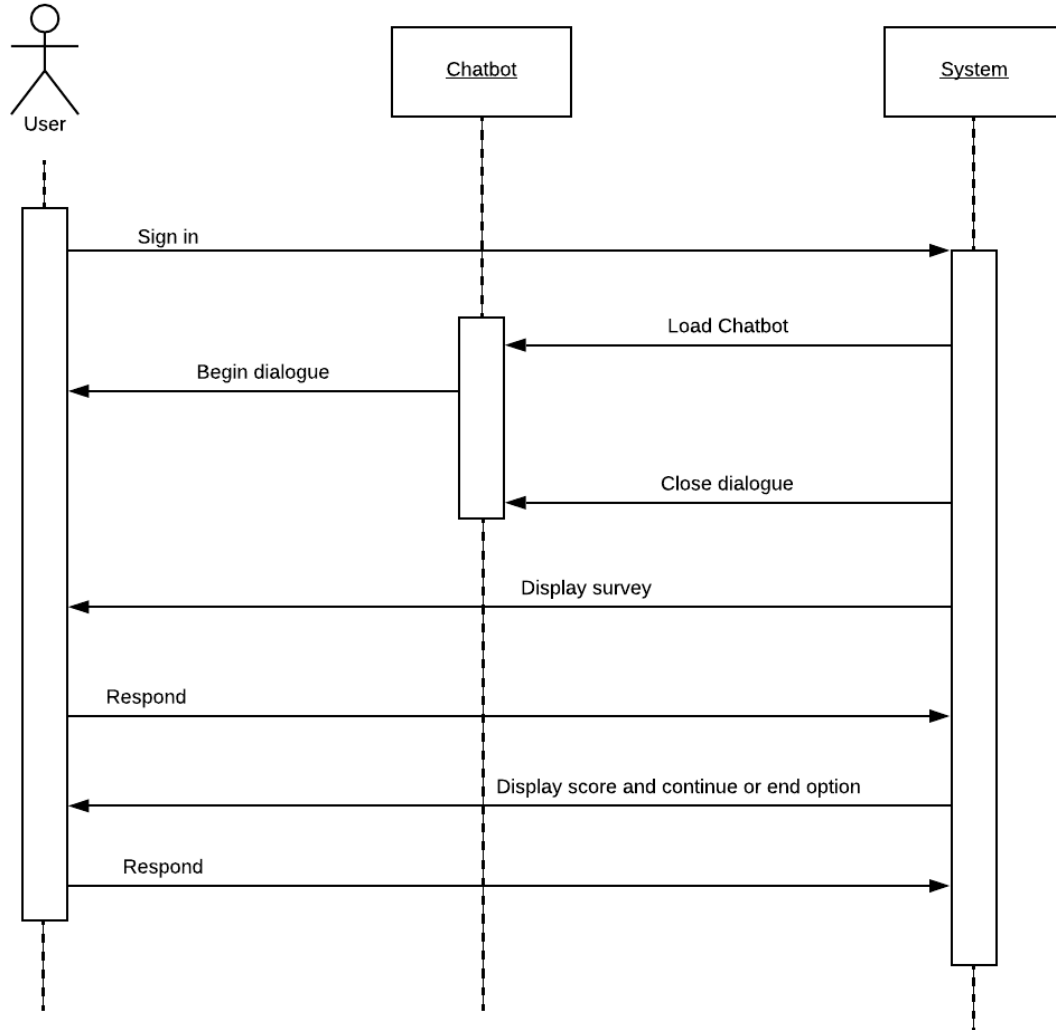 Chatbot
System
User
Sign in
Load Chatbot
Begin dialogue
Close dialogue
Display survey
Respond
Display score and continue or end option
Respond